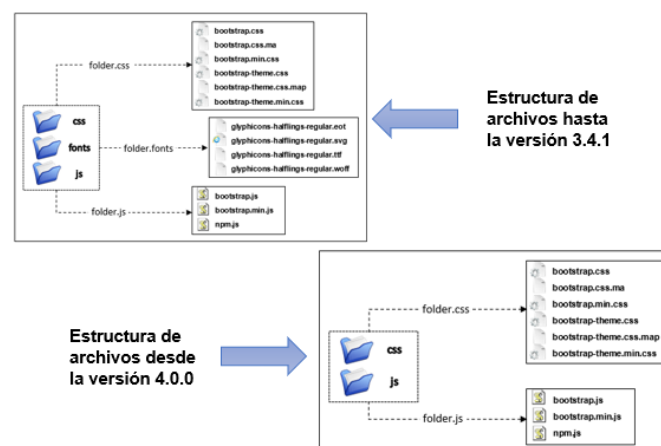 bootstrap.css
bootstrap.css.ma
bootstrap.min.css
bootstrap-theme.css
bootstrap-theme.css.map
bootstrap-theme.min.css
folder.css
css
fonts
js
folder.fonts
glyphicons-halflings-regular.eot
glyphicons-halflings-regular.svg
glyphicons-halflings-regular.ttf
glyphicons-halflings-regular.woff
folder.js
bootstrap.js
bootstrap.min.js
npm.js
Estructura de
archivos hasta
la versión 3.4.1
Estructura de
archivos desde
la versión 4.0.0
bootstrap.css
bootstrap.css.ma
bootstrap.min.css
bootstrap-theme.css
bootstrap-theme.css.map
bootstrap-theme.min.css
folder.css
css
js
folder.js
bootstrap.js
bootstrap.min.js
npm.js